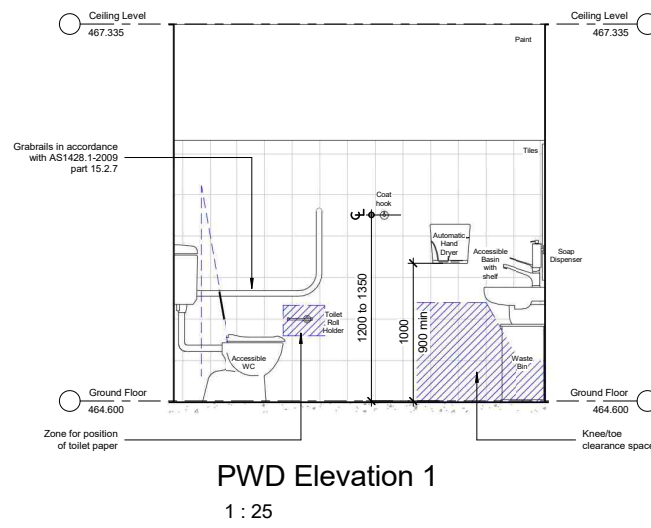 Ceiling Level
467.335
Ceiling Level
467.335
Paint
Grabrails in accordance
with AS1428.1-2009
part 15.2.7
Tiles
Coat
hook
℄
Automatic
Hand
Dryer
Accessible
Basin
with
shelf
Soap
Dispenser
1200 to 1350
1000
900 min
Toilet
Roll
Holder
Accessible
WC
Waste
Bin
Ground Floor
464.600
Ground Floor
464.600
Zone for position
of toilet paper
Knee/toe
clearance space
PWD Elevation 1
1 : 25